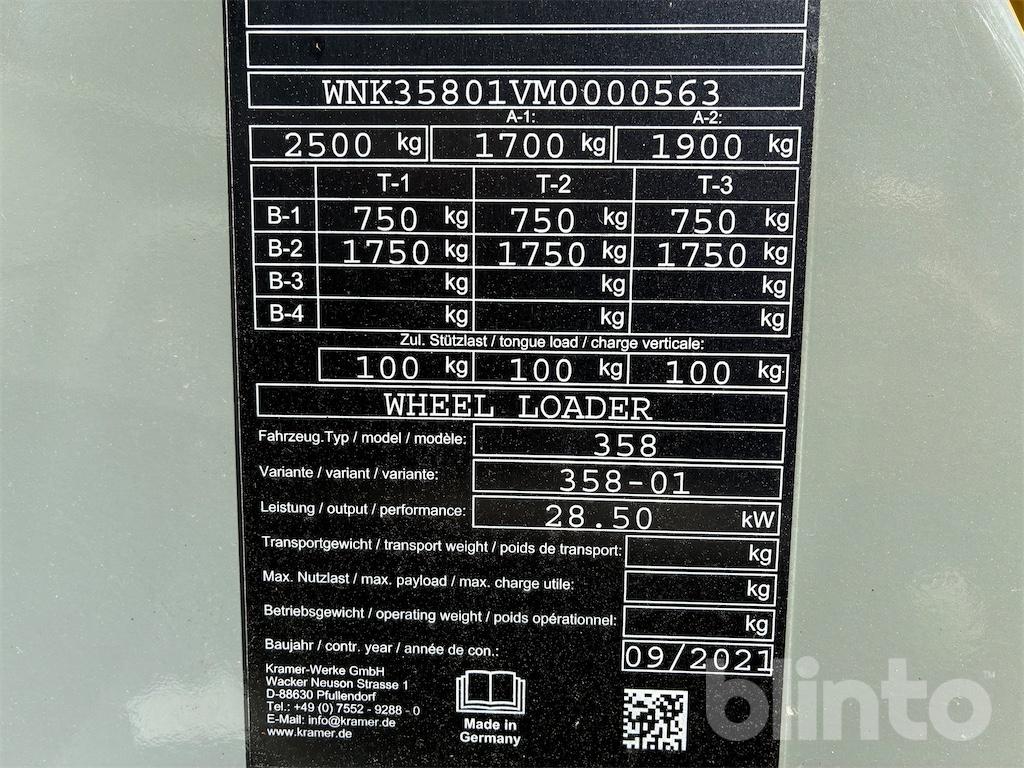 WNK35801VM0000563
A-1: A-2:
2500 kg 1700 kg 1900 kg
T-1 T-2 T-3
B-1 750 kg 750 kg 750 kg
B-2 1750 kg 1750 kg 1750 kg
B-3 kg kg kg
B-4 kg kg kg
Zul. Stützlast / tongue load / charge verticale:
100 kg 100 kg 100 kg
WHEEL LOADER
Fahrzeug.Typ / model / modèle: 358
Variante / variant / variante: 358-01
Leistung / output / performance: 28.50 kW
Transportgewicht / transport weight / poids de transport: kg
Max. Nutzlast / max. payload / max. charge utile: kg
Betriebsgewicht / operating weight / poids opérationnel: kg
Baujahr / contr. year / année de con.: 09/2021
Kramer-Werke GmbH
Wacker Neuson Strasse 1
D-88630 Pfullendorf
Tel.: +49 (0) 7552 - 9288 - 0
E-Mail: info@kramer.de
www.kramer.de
Made in
Germany
blinto™